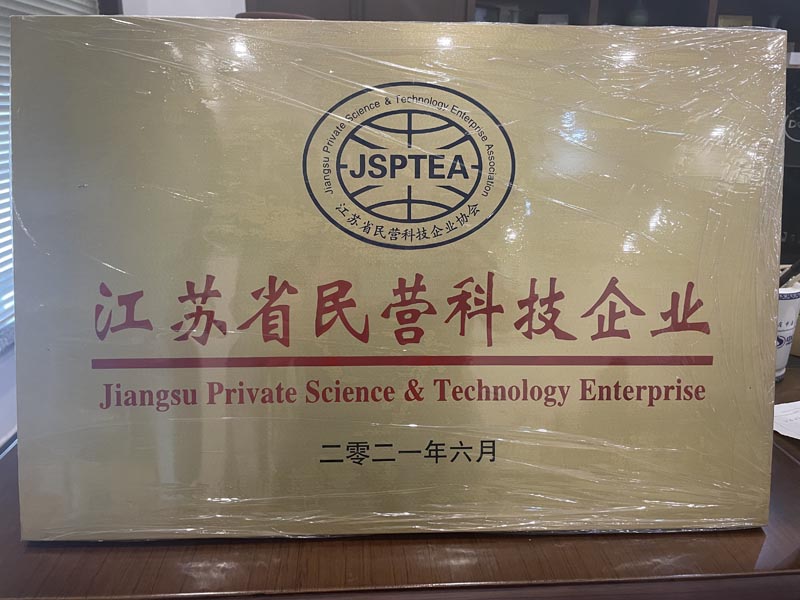 Jiangsu Private Science & Technology Enterprise Association
JSPTEA
江苏省民营科技企业协会
江苏省民营科技企业
Jiangsu Private Science & Technology Enterprise
二零二一年六月